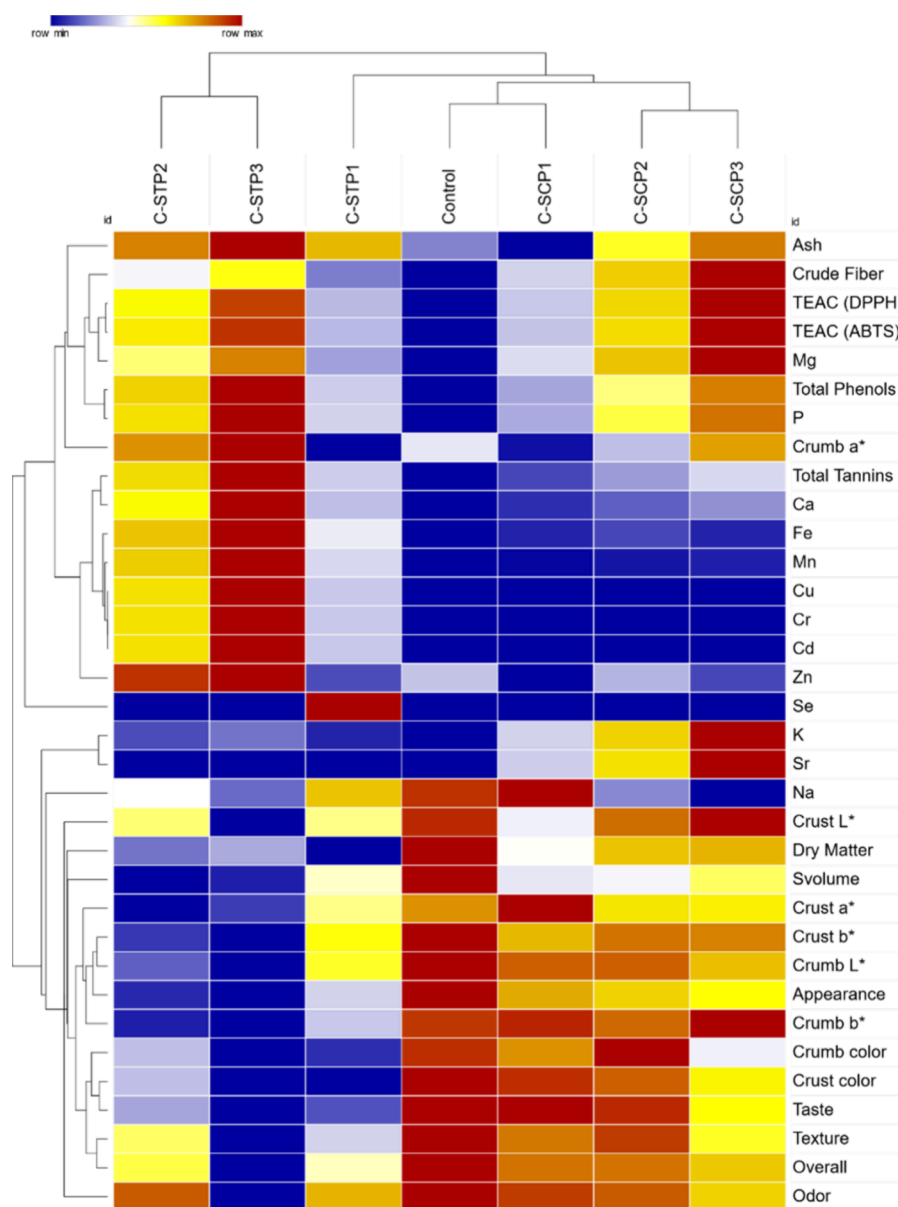 row min row max
C-STP2 C-STP3 C-STP1 Control C-SCP1 C-SCP2 C-SCP3
id id
Ash
Crude Fiber
TEAC (DPPH
TEAC (ABTS)
Mg
Total Phenols
P
Crumb a*
Total Tannins
Ca
Fe
Mn
Cu
Cr
Cd
Zn
Se
K
Sr
Na
Crust L*
Dry Matter
Svolume
Crust a*
Crust b*
Crumb L*
Appearance
Crumb b*
Crumb color
Crust color
Taste
Texture
Overall
Odor